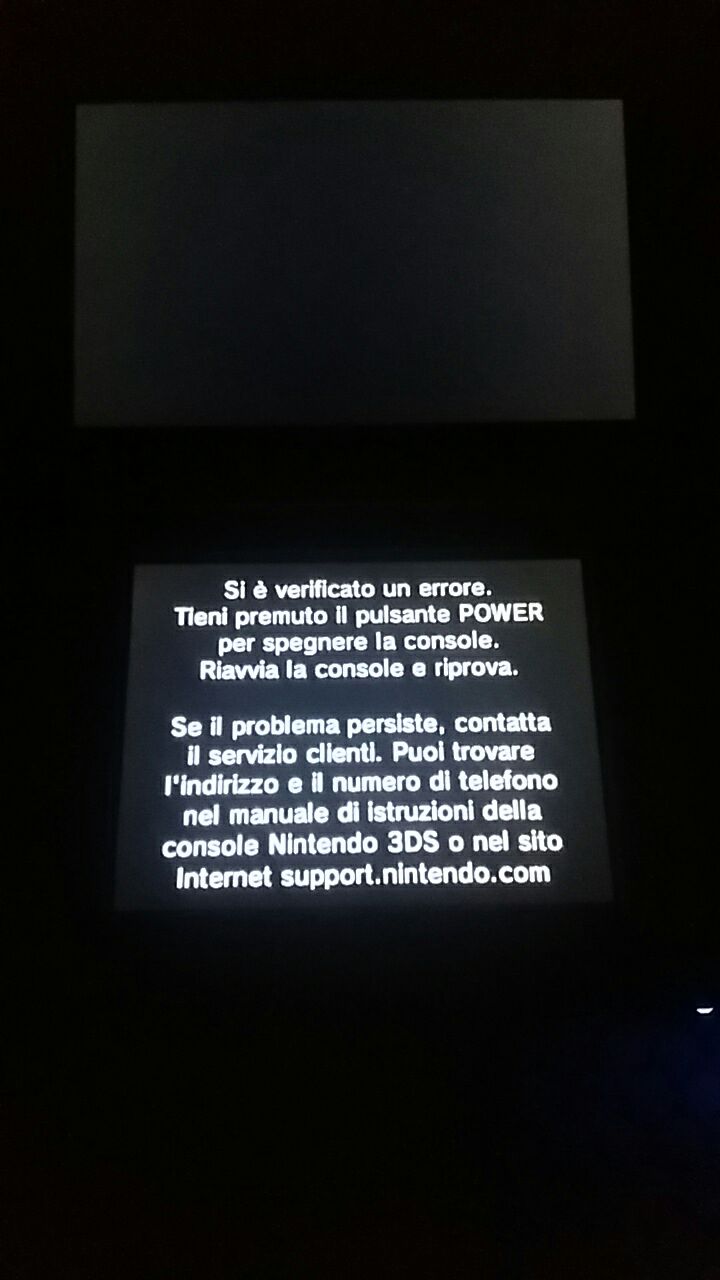 Si è verificato un errore.
Tieni premuto il pulsante POWER
per spegnere la console.
Riavvia la console e riprova.
Se il problema persiste, contatta
il servizio clienti. Puoi trovare
l'indirizzo e il numero di telefono
nel manuale di istruzioni della
console Nintendo 3DS o nel sito
Internet support.nintendo.com